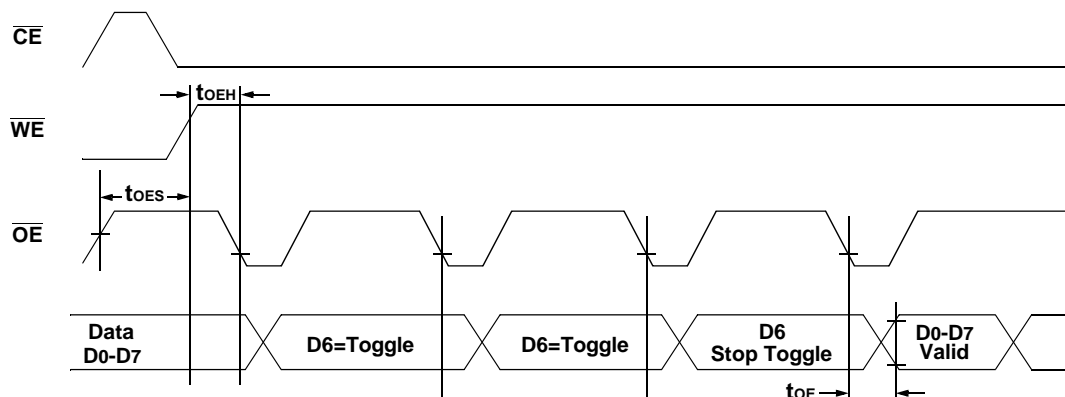 CE
tOEH
WE
tOES
OE
Data
D0-D7
D6=Toggle
D6=Toggle
D6
Stop Toggle
D0-D7
Valid
tOE